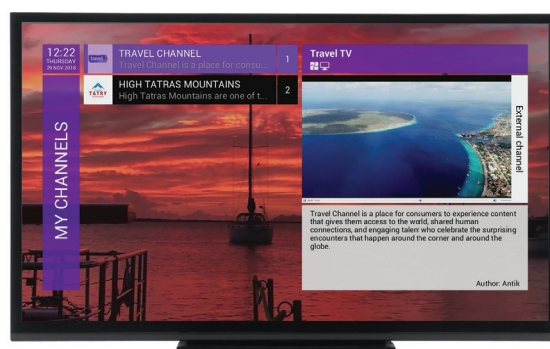 12:22
THURSDAY
29 NOV 2018
MY CHANNELS
travel
TRAVEL CHANNEL
Travel Channel is a place for consu...
1
TATRY
HIGH TATRAS MOUNTAINS
High Tatras Mountains are one of t...
2
Travel TV
External channel
Travel Channel is a place for consumers to experience content
that gives them access to the world, shared human
connections, and engaging talent who celebrate the surprising
encounters that happen around the corner and around the
globe.
Author: Antik